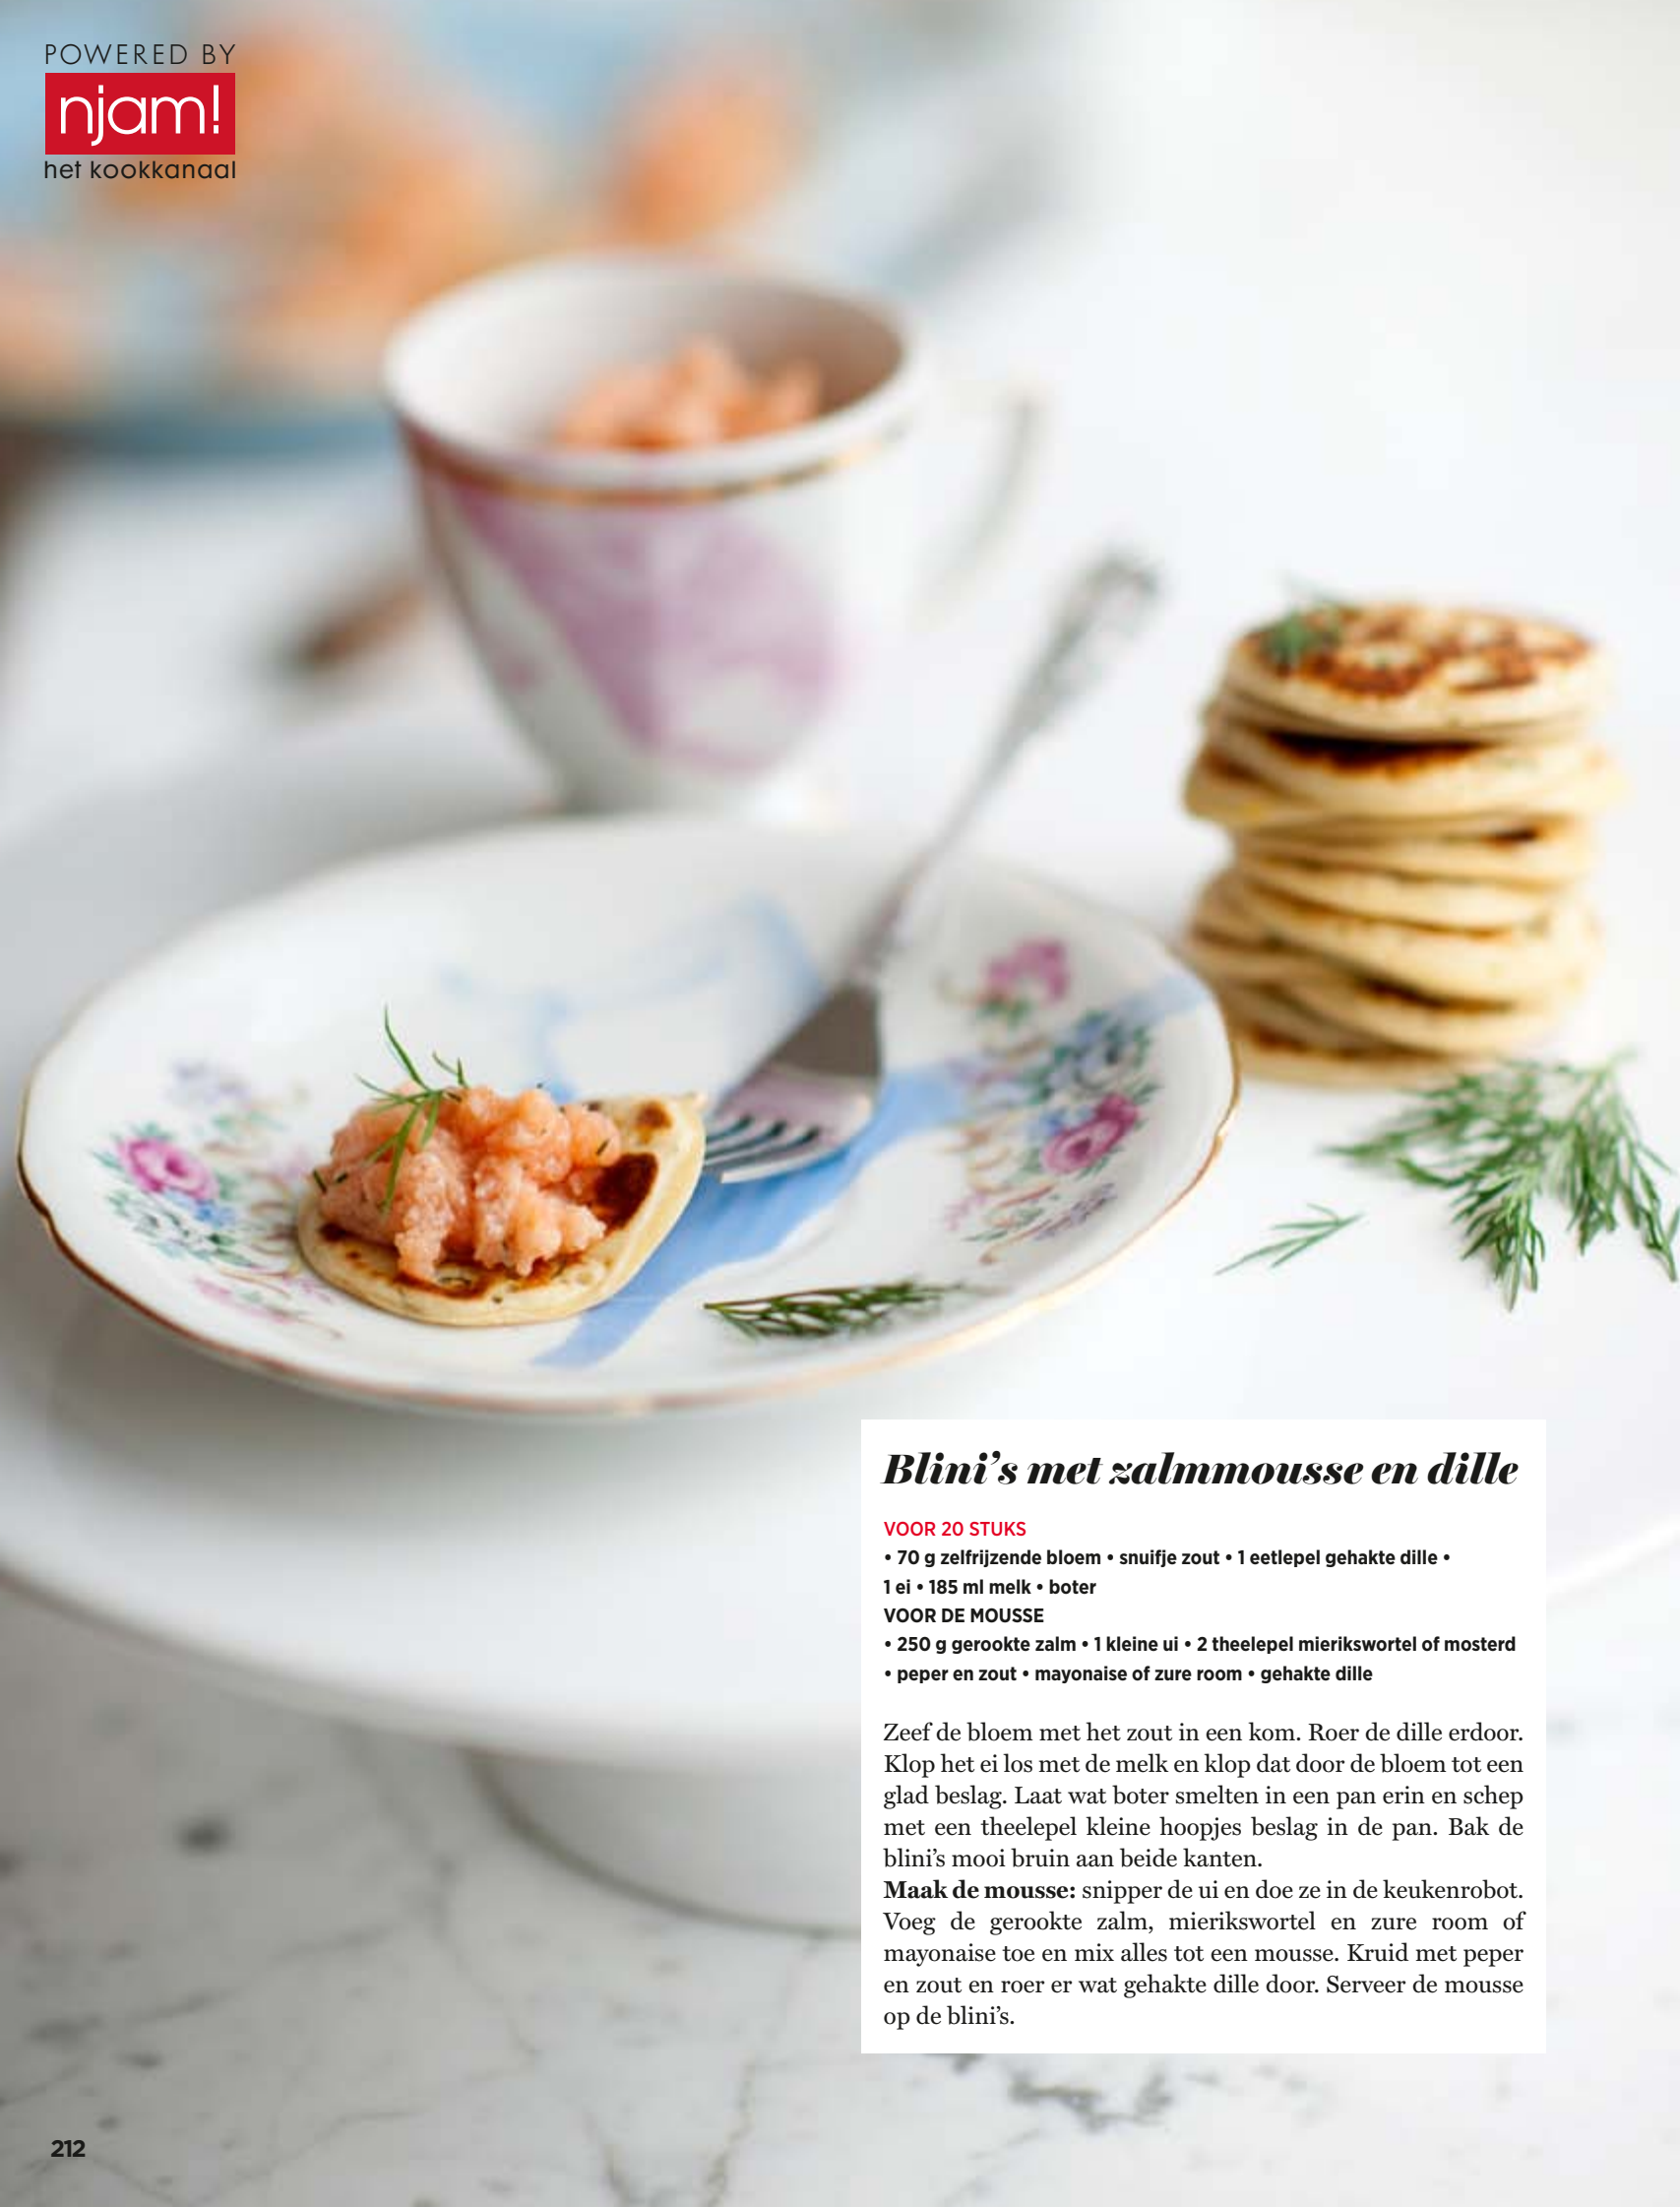 POWERED BY
njam!
het kookkanaal
Blini’s met zalmmousse en dille
VOOR 20 STUKS
• 70 g zelfrijzende bloem • snuifje zout • 1 eetlepel gehakte dille •
1 ei • 185 ml melk • boter
VOOR DE MOUSSE
• 250 g gerookte zalm • 1 kleine ui • 2 theelepel mierikswortel of mosterd
• peper en zout • mayonaise of zure room • gehakte dille
Zeef de bloem met het zout in een kom. Roer de dille erdoor.
Klop het ei los met de melk en klop dat door de bloem tot een
glad beslag. Laat wat boter smelten in een pan erin en schep
met een theelepel kleine hoopjes beslag in de pan. Bak de
blini’s mooi bruin aan beide kanten.
Maak de mousse: snipper de ui en doe ze in de keukenrobot.
Voeg de gerookte zalm, mierikswortel en zure room of
mayonaise toe en mix alles tot een mousse. Kruid met peper
en zout en roer er wat gehakte dille door. Serveer de mousse
op de blini’s.
212